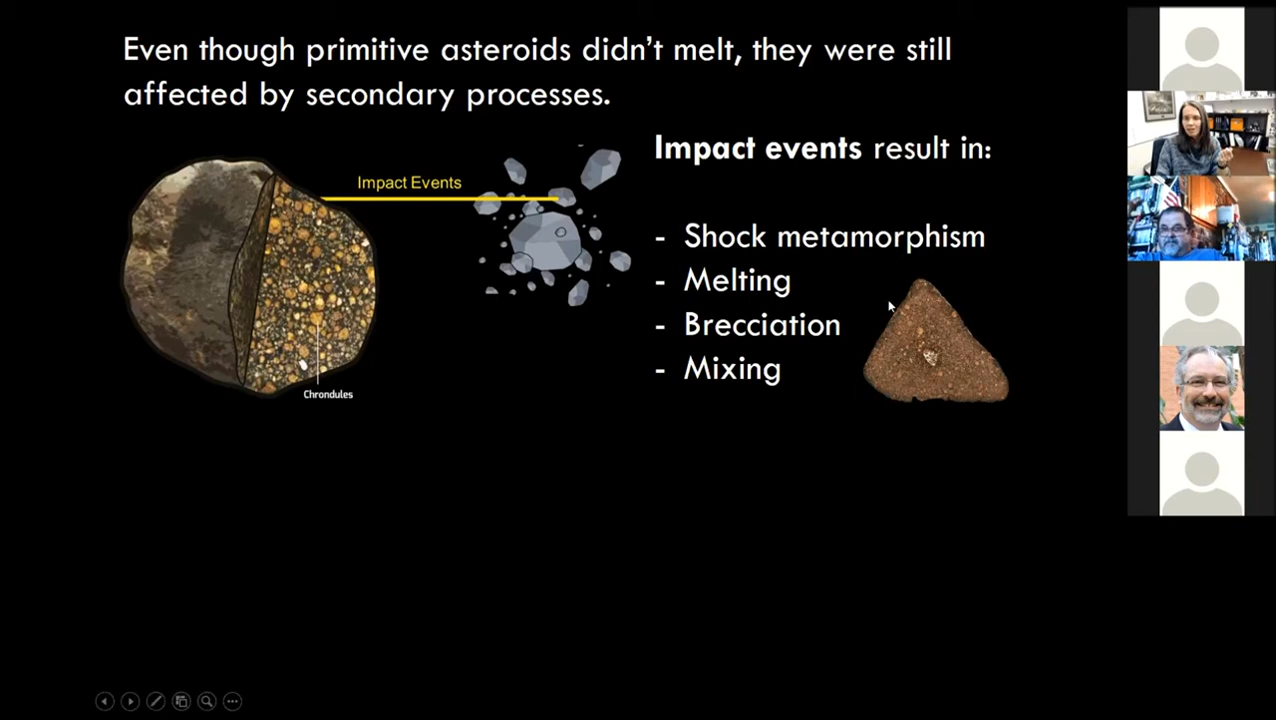 Even though primitive asteroids didn't melt, they were still
affected by secondary processes.
Impact Events
Chrondules
Impact events result in:
- Shock metamorphism
- Melting
- Brecciation
- Mixing